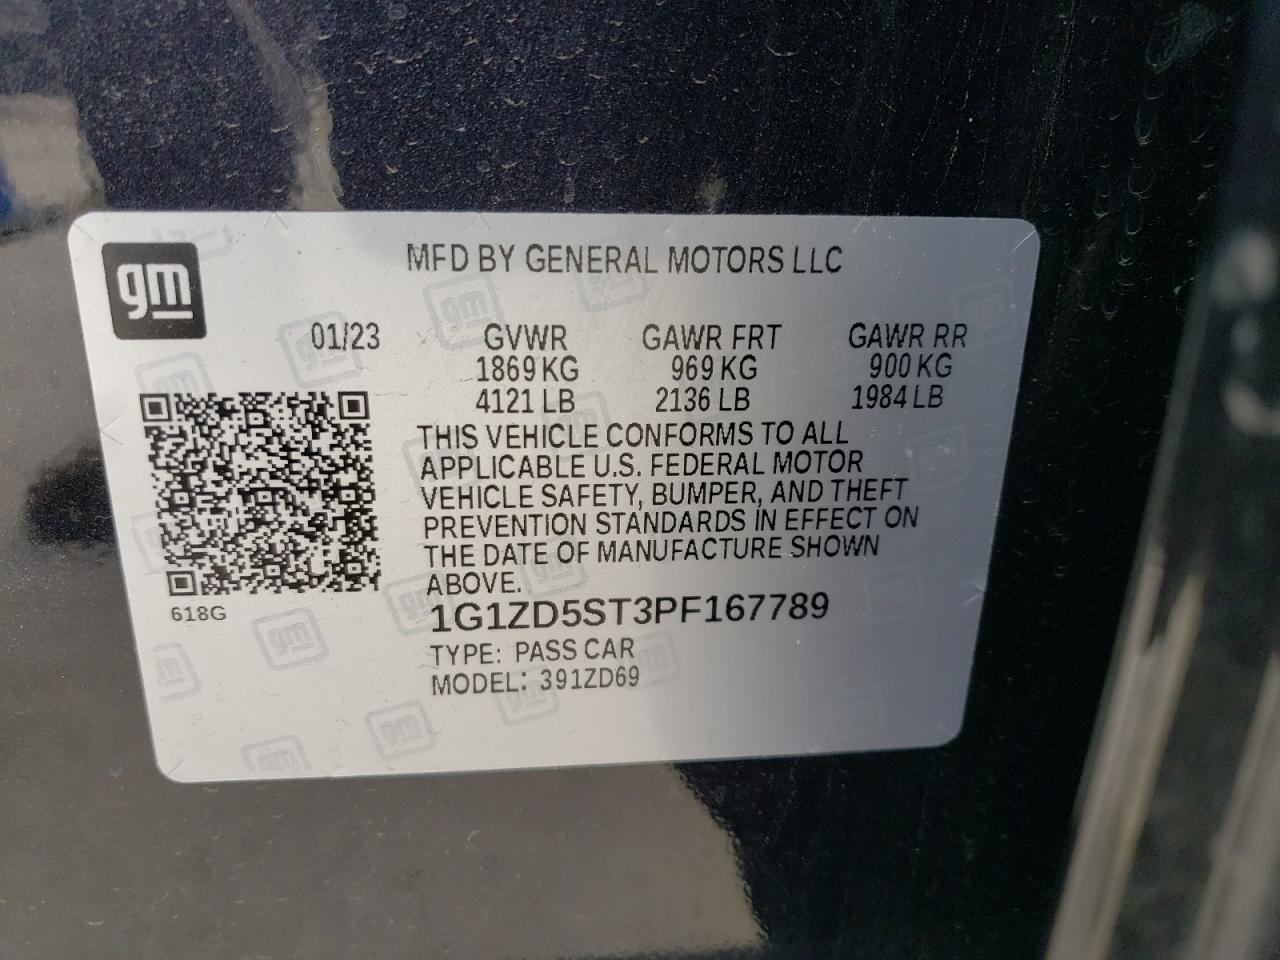 gm
MFD BY GENERAL MOTORS LLC
01/23 GVWR GAWR FRT GAWR RR
1869 KG 969 KG 900 KG
4121 LB 2136 LB 1984 LB
THIS VEHICLE CONFORMS TO ALL
APPLICABLE U.S. FEDERAL MOTOR
VEHICLE SAFETY, BUMPER, AND THEFT
PREVENTION STANDARDS IN EFFECT ON
THE DATE OF MANUFACTURE SHOWN
ABOVE.
618G
1G1ZD5ST3PF167789
TYPE: PASS CAR
MODEL: 391ZD69